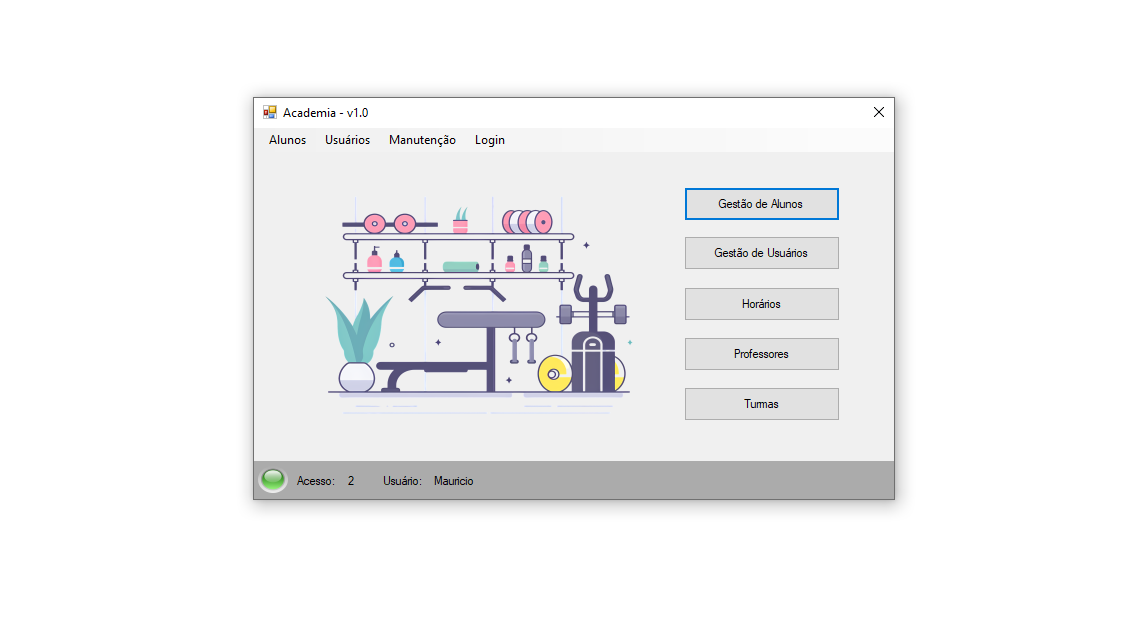 Academia - v1.0
Alunos Usuários Manutenção Login
Gestão de Alunos
Gestão de Usuários
Horários
Professores
Turmas
Acesso: 2 Usuário: Mauricio